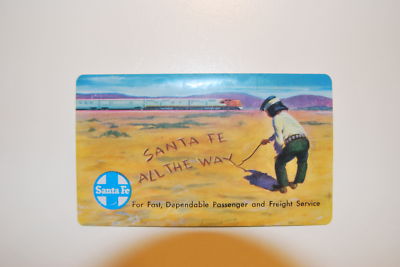 SANTA FE
ALL THE WAY
Santa Fe
For Fast, Dependable Passenger and Freight Service